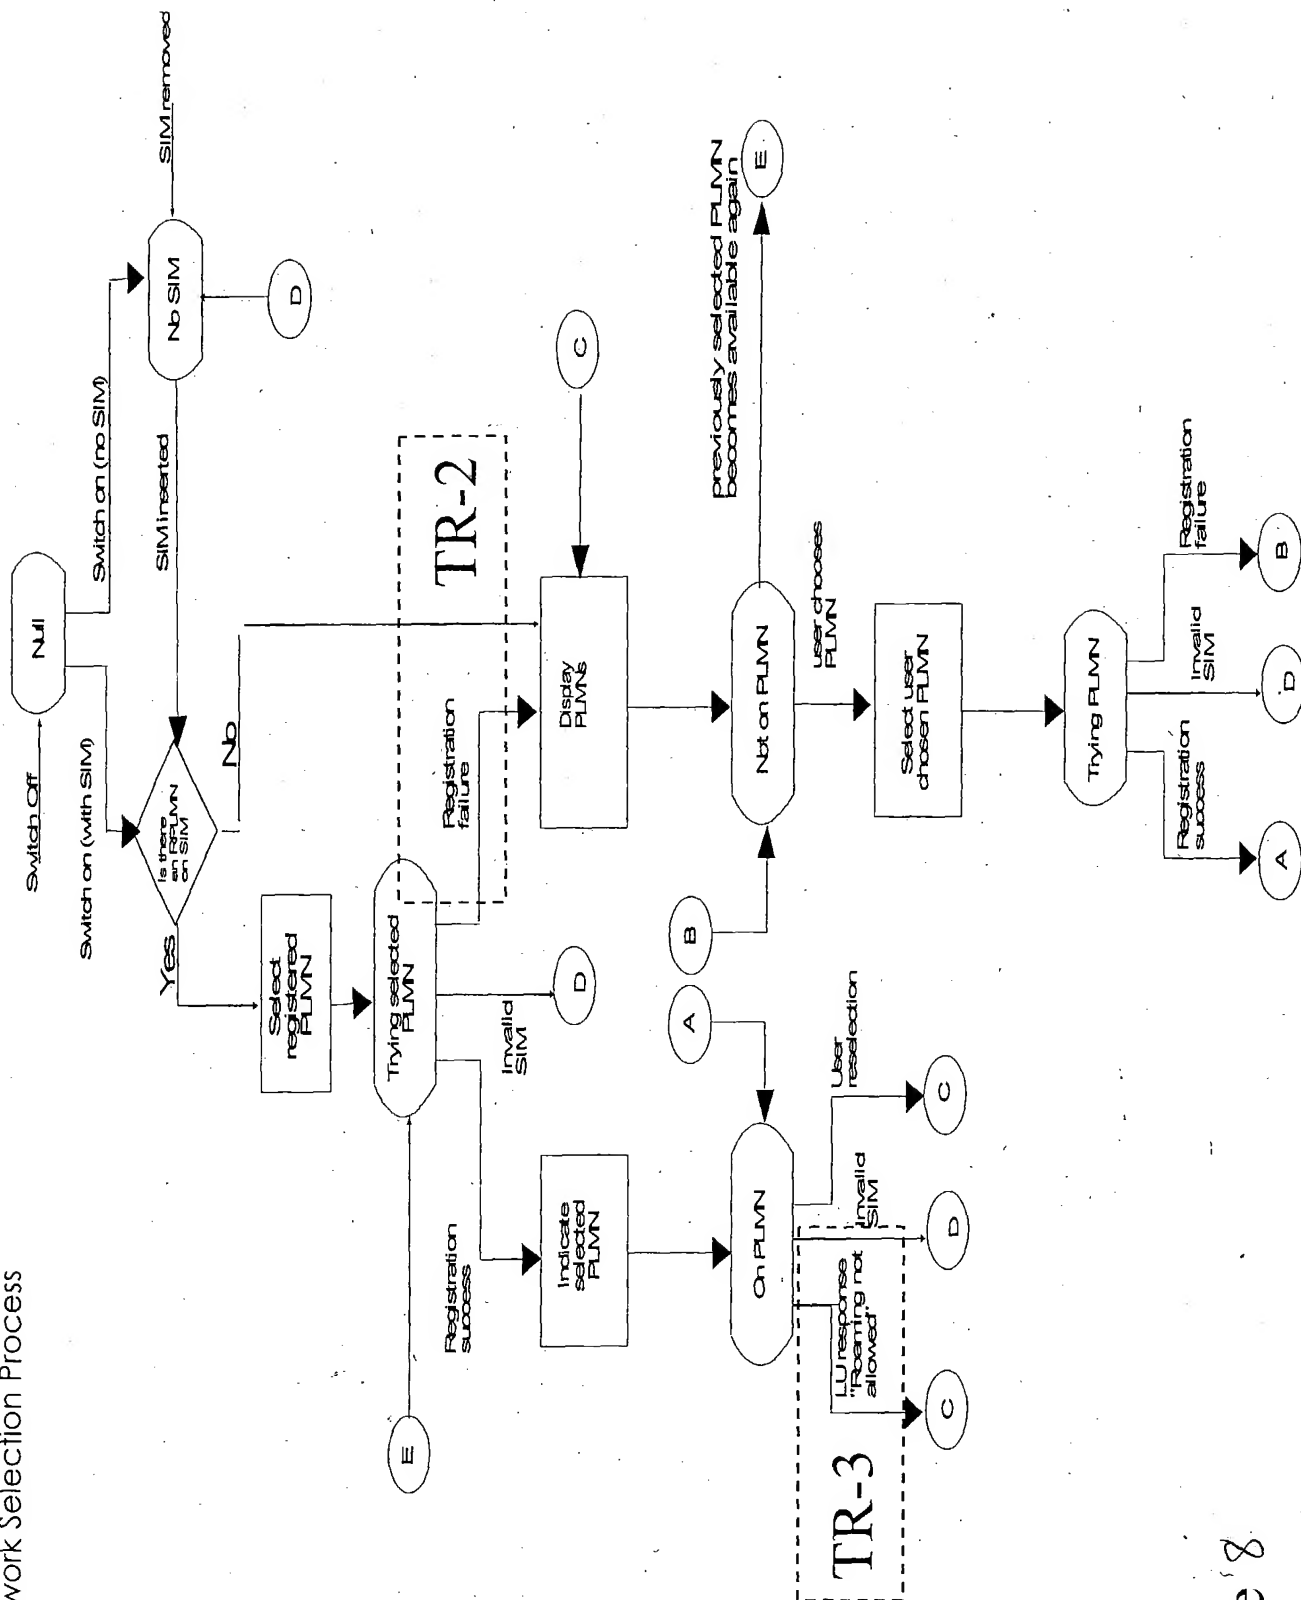 work Selection Process
Switch Off
Null
Switch on (with SIM)
Switch on (no SIM)
SIM removed
No SIM
D
SIM inserted
Is there
an RPLMN
on SIM
Yes
No
Select
registered
PLMN
E
Trying selected
PLMN
Registration
success
Invalid
SIM
D
Registration
failure
TR-2
Indicate
selected
PLMN
Display
PLMNs
C
A
B
On PLMN
Not on PLMN
previously selected PLMN
becomes available again
E
user chooses
PLMN
TR-3
LU response
"Roaming not
allowed"
Invalid
SIM
User
reselection
C
D
C
Select user
chosen PLMN
Trying PLMN
Registration
success
Invalid
SIM
Registration
failure
A
D
B
e 8